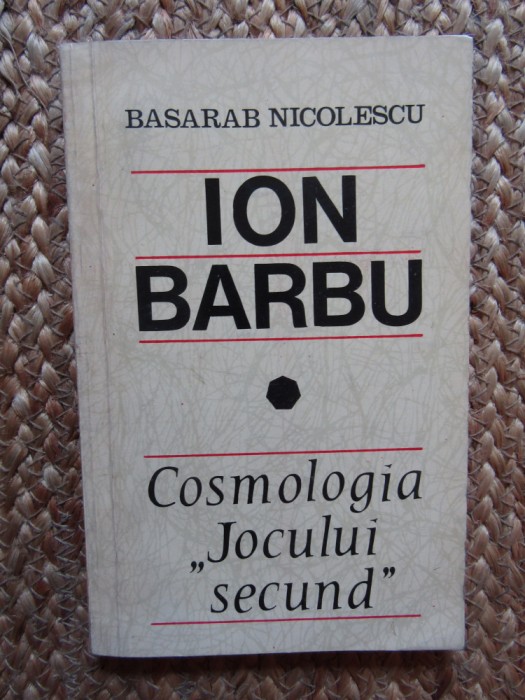 BASARAB NICOLESCU
ION
BARBU
Cosmologia
„Jocului
secund”